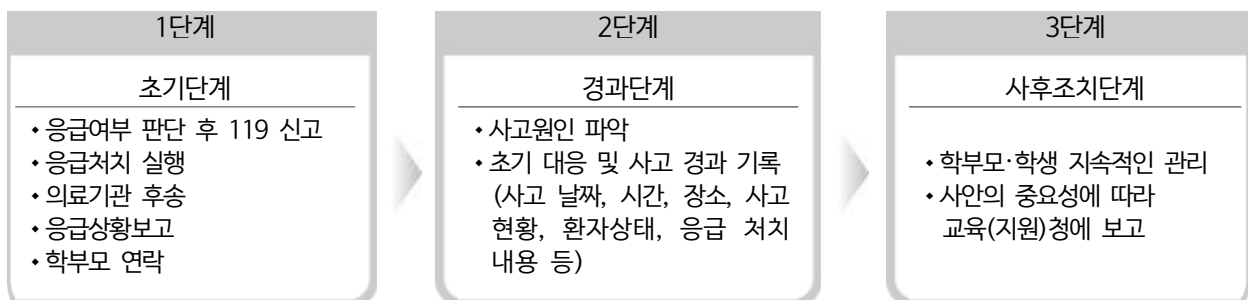 1단계
초기단계
• 응급여부 판단 후 119 신고
• 응급처치 실행
• 의료기관 후송
• 응급상황보고
• 학부모 연락
2단계
경과단계
• 사고원인 파악
• 초기 대응 및 사고 경과 기록
(사고 날짜, 시간, 장소, 사고
현황, 환자상태, 응급 처치
내용 등)
3단계
사후조치단계
• 학부모·학생 지속적인 관리
• 사안의 중요성에 따라
교육(지원)청에 보고